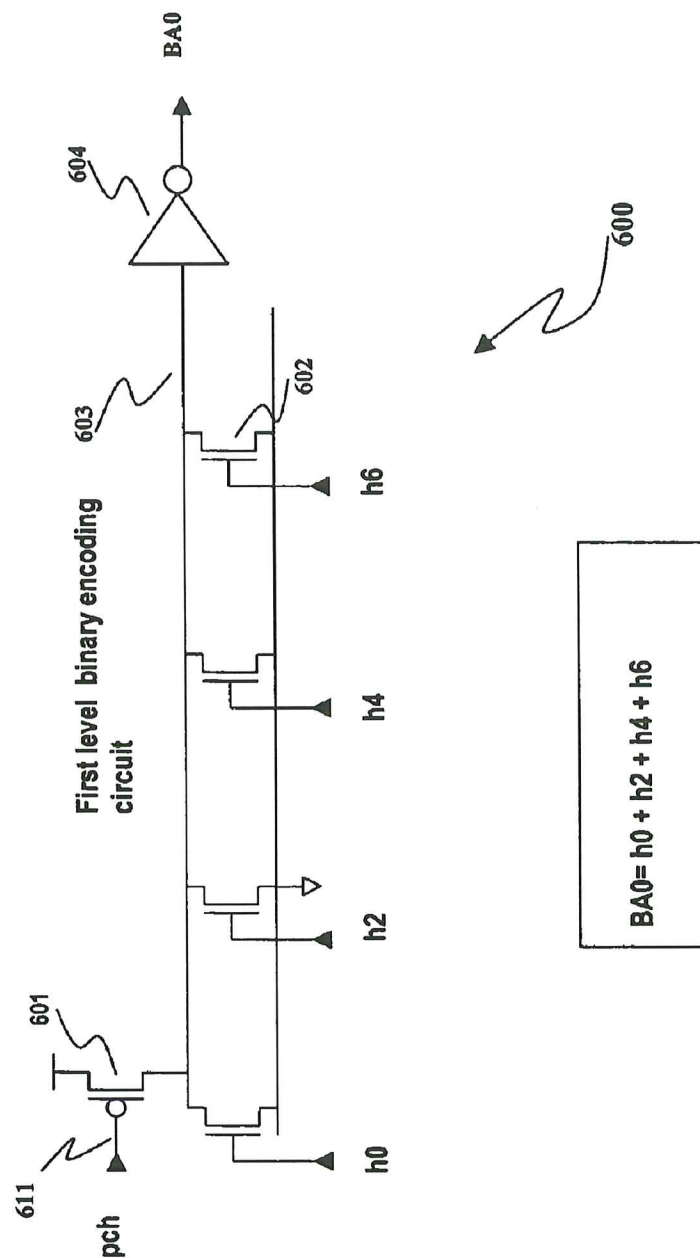 611
pch
601
First level binary encoding
circuit
603
604
BA0
602
h0
h2
h4
h6
600
BA0= h0 + h2 + h4 + h6